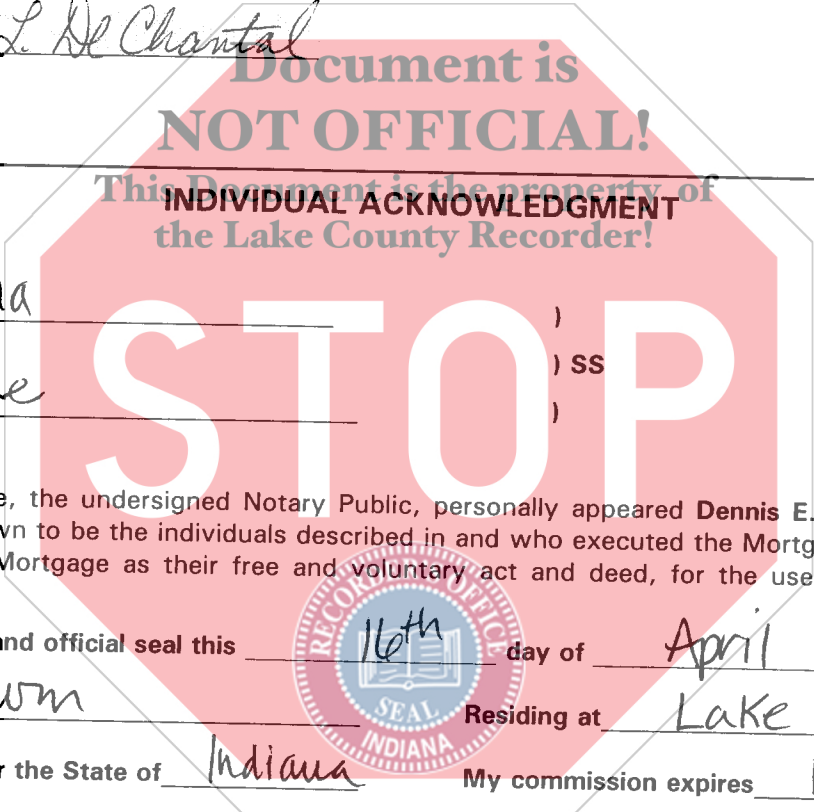 L. De Chantal
Document is
NOT OFFICIAL!
This Document is the property of
INDIVIDUAL ACKNOWLEDGMENT
the Lake County Recorder!
)
) SS
)
STOP
, the undersigned Notary Public, personally appeared Dennis E.
to be the individuals described in and who executed the
Mortgage as their free and voluntary act and deed, for the use
and official seal this 16th day of April
Residing at Lake
the State of Indiana My commission expires
RECORDER'S OFFICE
SEAL
INDIANA